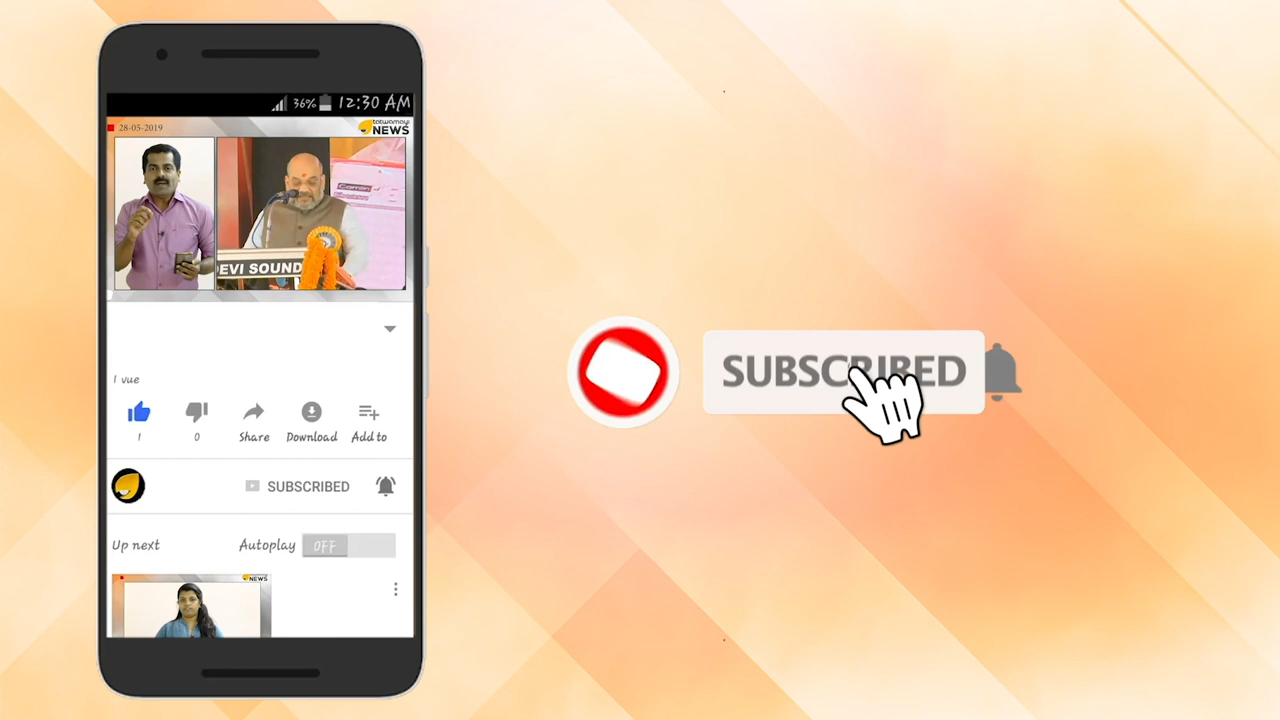 36% 12:30 AM
28-05-2019
tatwamayi
NEWS
DEVI SOUND
1 vue
1
0
Share
Download
Add to
SUBSCRIBED
Up next
Autoplay
OFF
NEWS
SUBSCRIBED